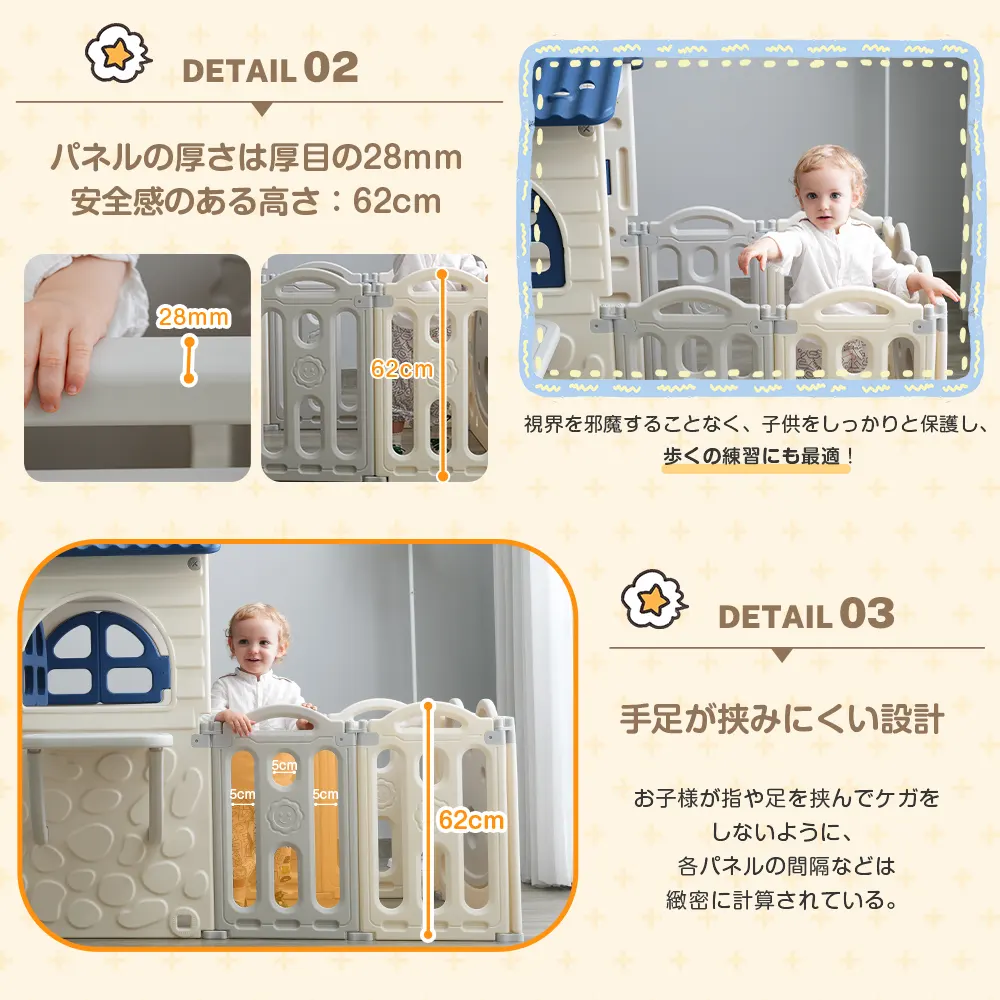 DETAIL 02
パネルの厚さは厚目の28mm
安全感のある高さ：62cm
28mm
62cm
視界を邪魔することなく、子供をしっかりと保護し、
歩くの練習にも最適！
5cm
5cm
5cm
62cm
DETAIL 03
手足が挟みにくい設計
お子様が指や足を挟んでケガを
しないように、
各パネルの間隔などは
緻密に計算されている。